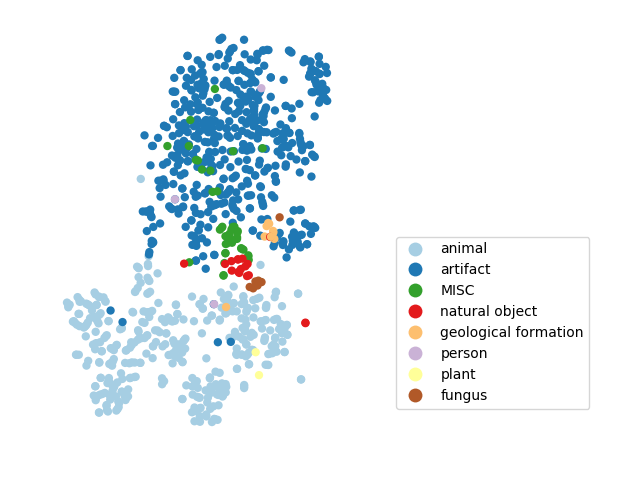 animal
artifact
MISC
natural object
geological formation
person
plant
fungus